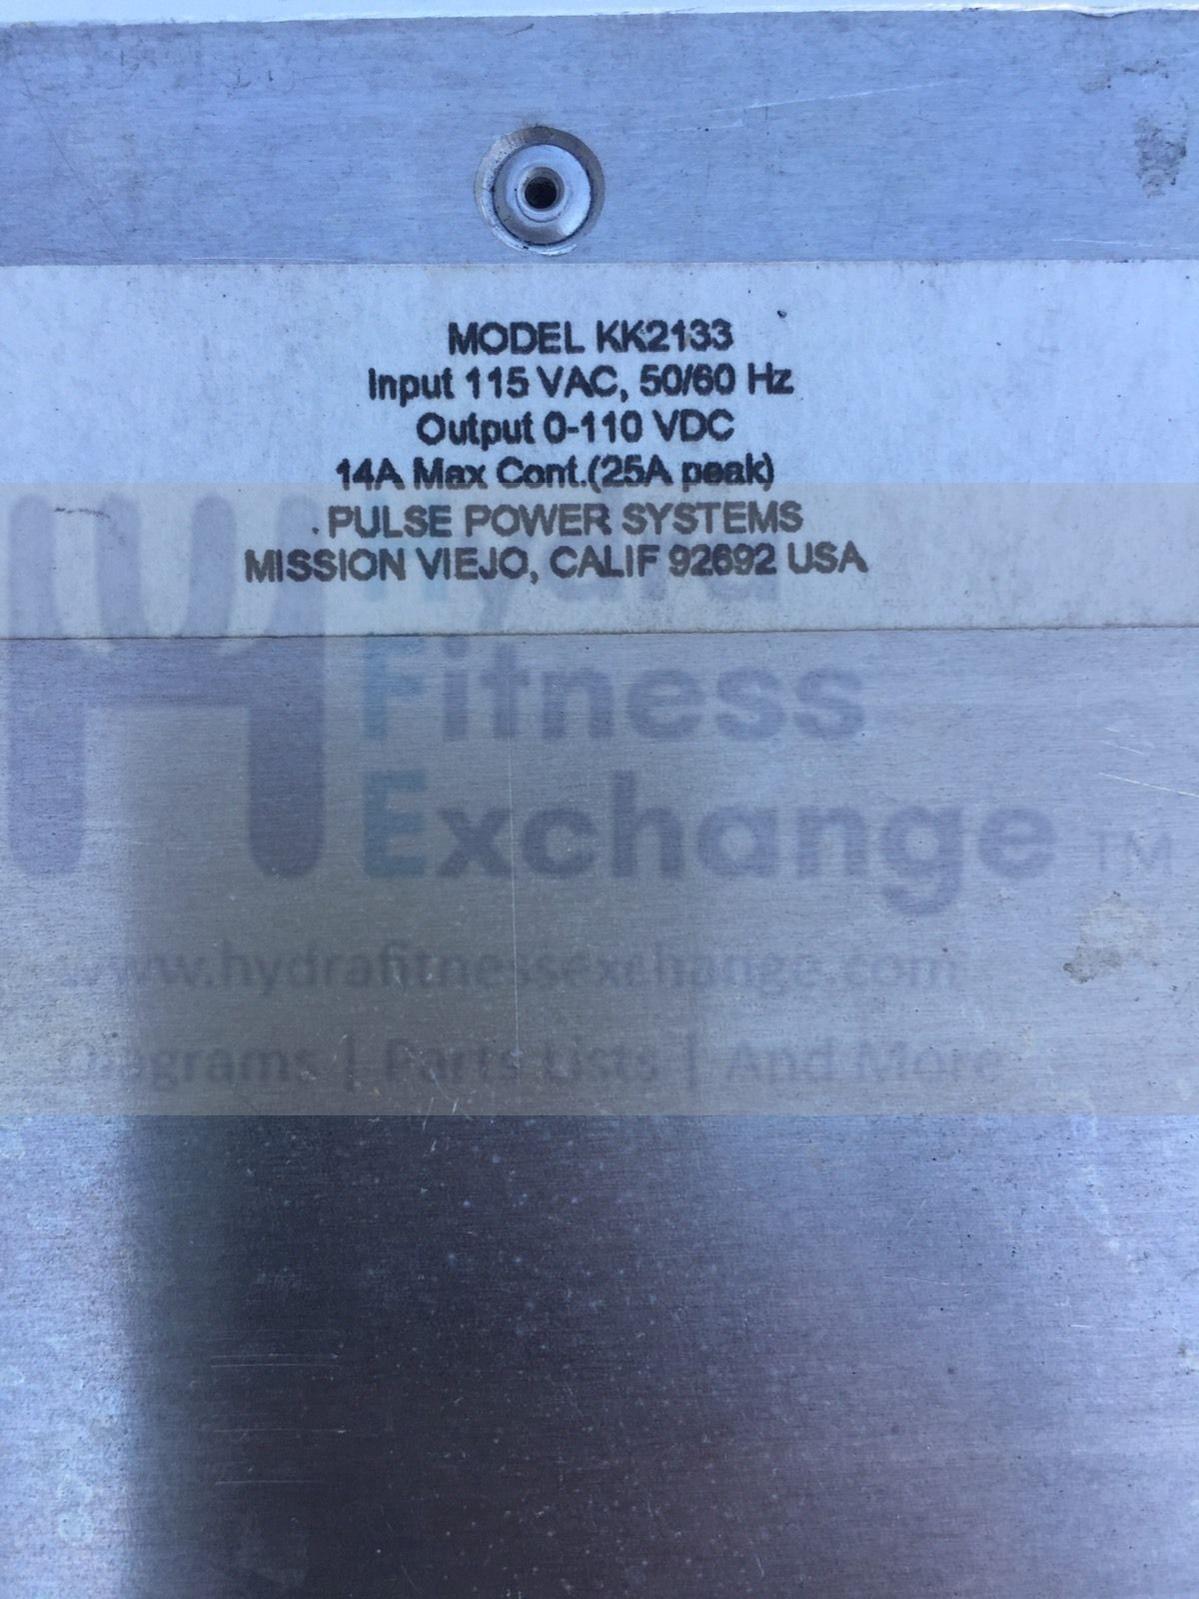 MODEL KK2133
Input 115 VAC, 50/60 Hz
Output 0-110 VDC
14A Max Cont.(25A peak)
PULSE POWER SYSTEMS
MISSION VIEJO, CALIF 92692 USA
Hydra
Fitness
Exchange TM
www.hydrafitnessexchange.com
Diagrams | Parts Lists | And More